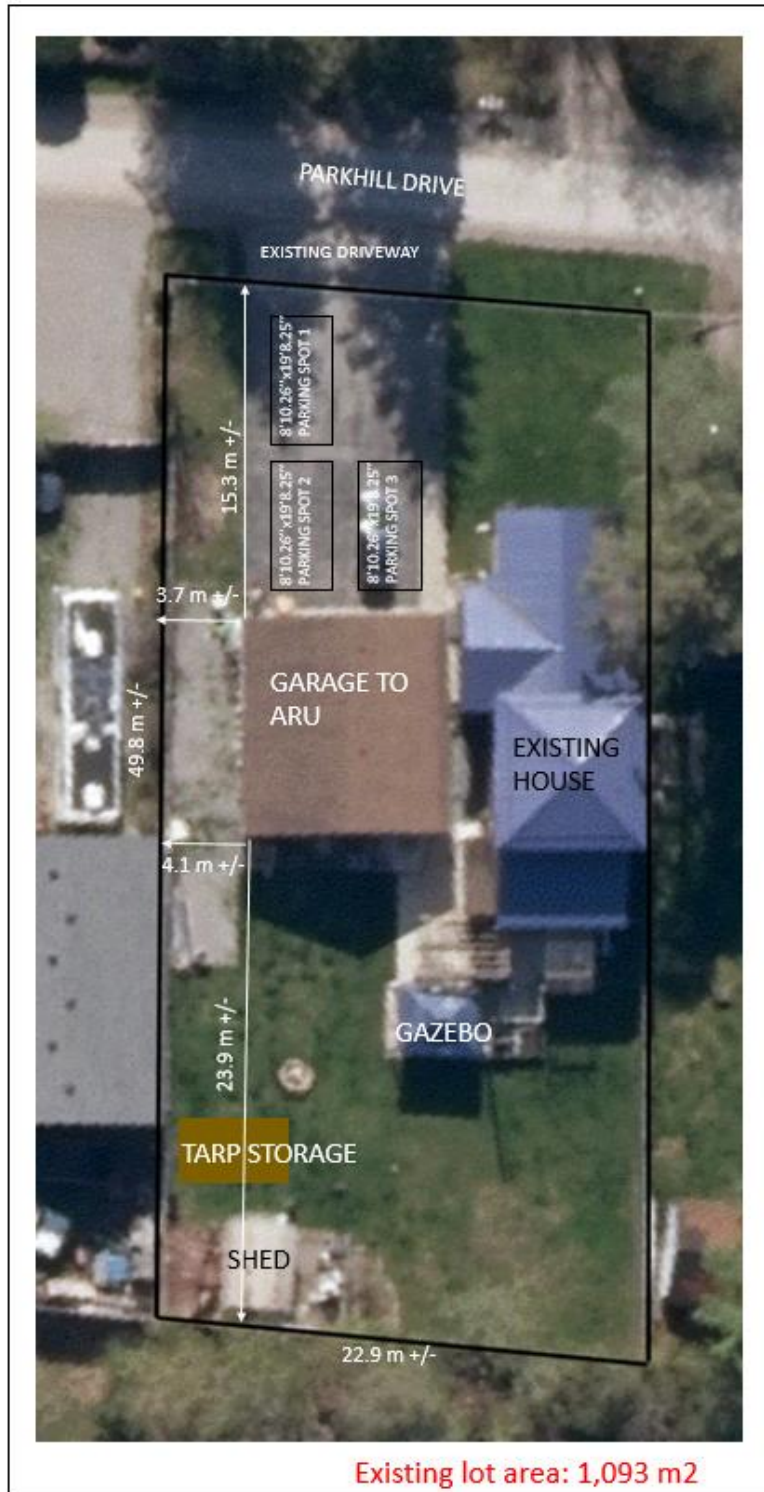 PARKHILL DRIVE
EXISTING DRIVEWAY
8'10.26"x19'8.25"
PARKING SPOT 1
15.3 m +/-
8'10.26"x19'8.25"
PARKING SPOT 2
8'10.26"x19'8.25"
PARKING SPOT 3
3.7 m +/-
GARAGE TO
ARU
49.8 m +/-
EXISTING
HOUSE
4.1 m +/-
23.9 m +/-
GAZEBO
TARP STORAGE
SHED
22.9 m +/-
Existing lot area: 1,093 m2